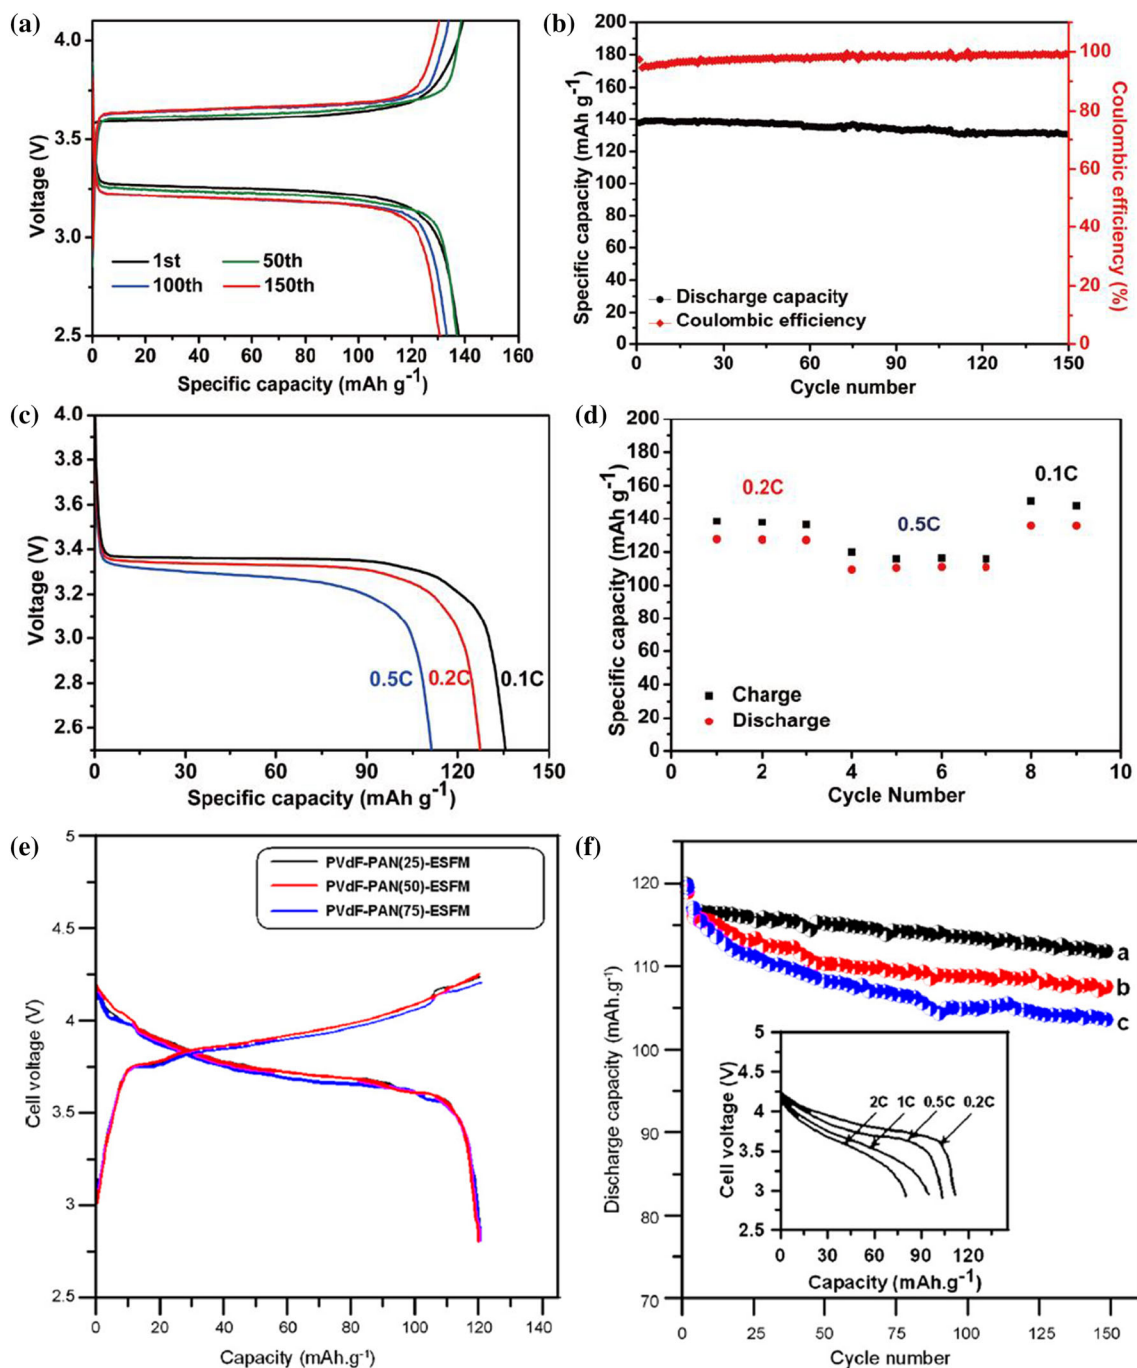 (a)
4.0
3.5
3.0
2.5
Voltage (V)
1st
50th
100th
150th
0 20 40 60 80 100 120 140 160
Specific capacity (mAh g-1)
(b)
200
180
160
140
120
100
80
60
40
20
0
Specific capacity (mAh g-1)
100
80
60
40
20
0
Coulombic efficiency (%)
Discharge capacity
Coulombic efficiency
0 30 60 90 120 150
Cycle number
(c)
4.0
3.8
3.6
3.4
3.2
3.0
2.8
2.6
Voltage (V)
0.5C 0.2C 0.1C
0 30 60 90 120 150
Specific capacity (mAh g-1)
(d)
200
180
160
140
120
100
80
60
40
20
0
Specific capacity (mAh g-1)
0.2C
0.5C
0.1C
Charge
Discharge
0 2 4 6 8 10
Cycle Number
(e)
5
4.5
4
3.5
3
2.5
Cell voltage (V)
PVdF-PAN(25)-ESFM
PVdF-PAN(50)-ESFM
PVdF-PAN(75)-ESFM
0 20 40 60 80 100 120 140
Capacity (mAh.g-1)
(f)
120
110
100
90
80
70
Discharge capacity (mAh.g-1)
a
b
c
5
4.5
4
3.5
3
2.5
Cell voltage (V)
2C 1C 0.5C 0.2C
0 30 60 90 120
Capacity (mAh.g-1)
0 25 50 75 100 125 150
Cycle number